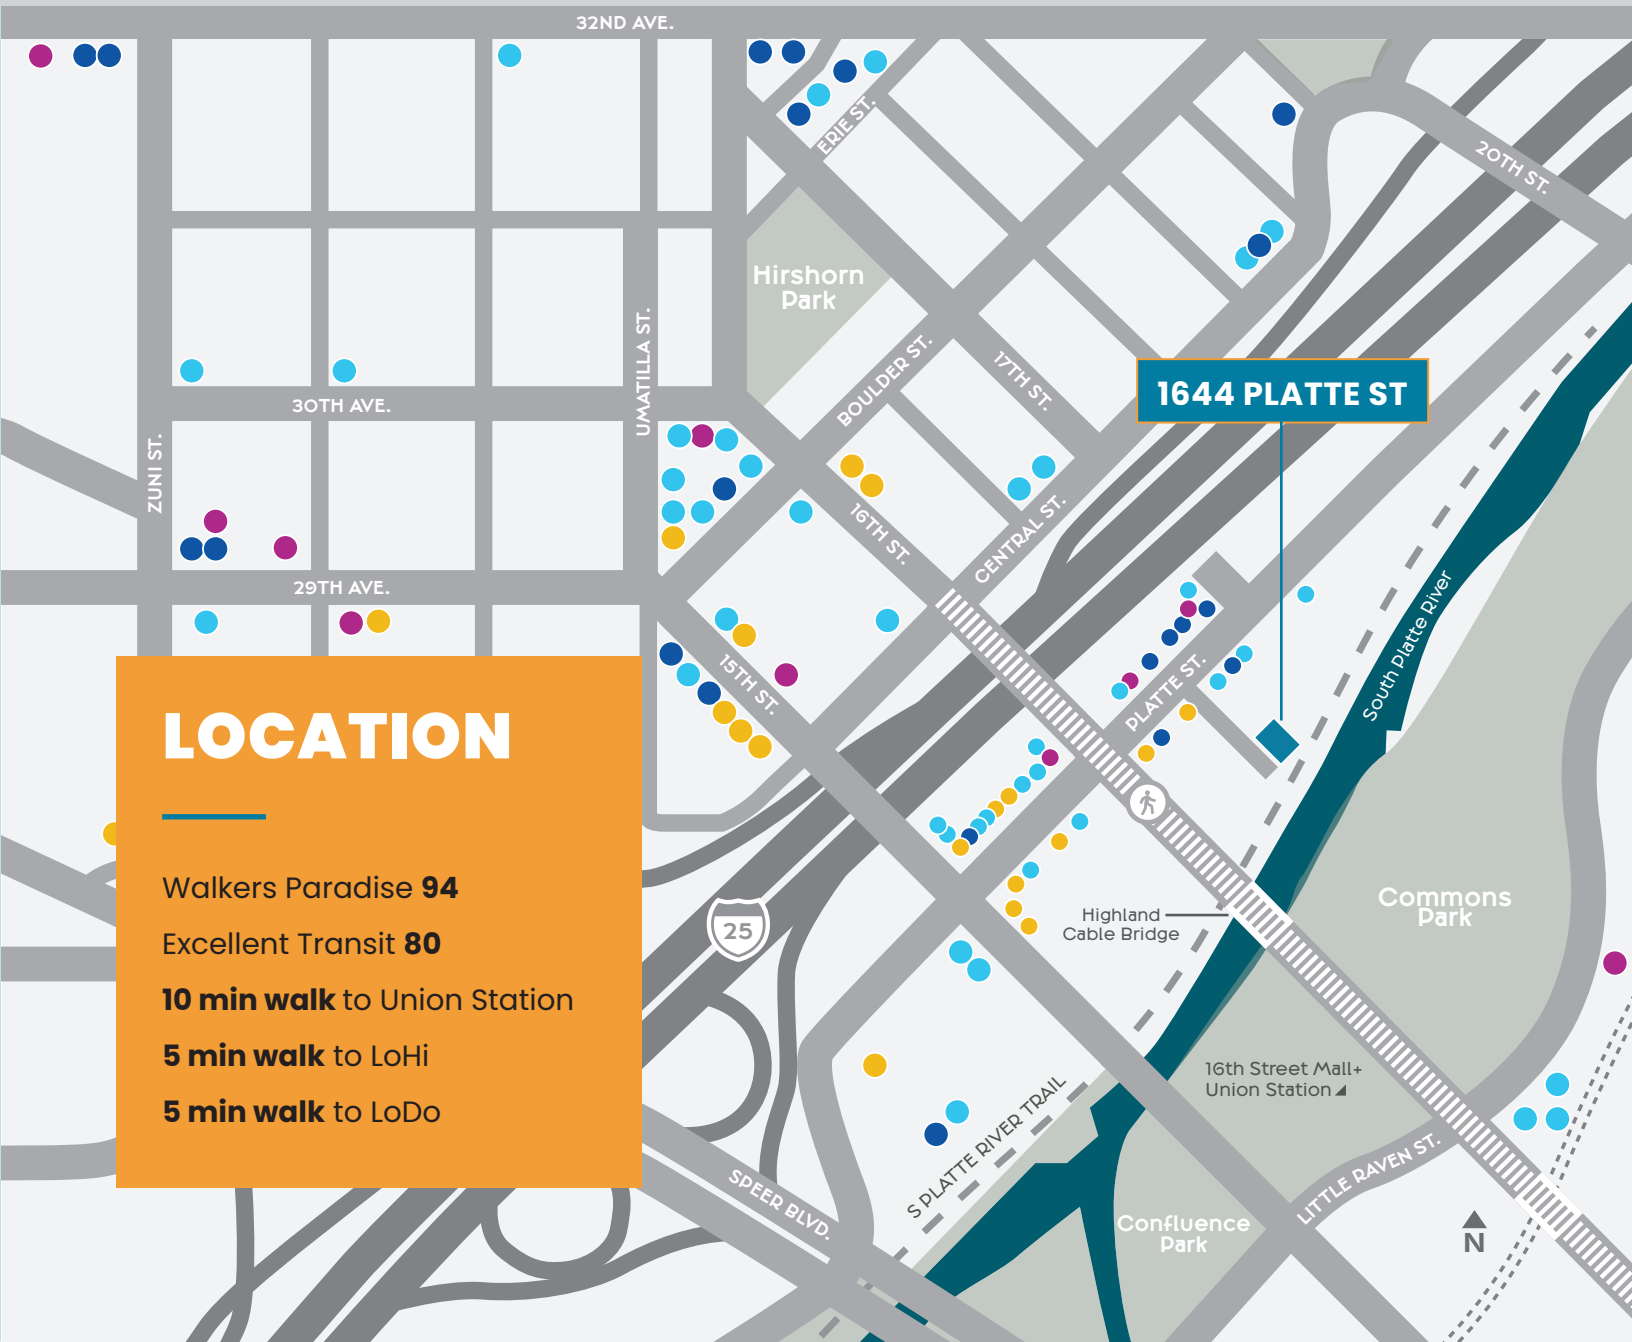 32ND AVE.
ERIE ST.
20TH ST.
Hirshorn
Park
UMATILLA ST.
BOULDER ST.
17TH ST.
1644 PLATTE ST
30TH AVE.
ZUNI ST.
16TH ST.
CENTRAL ST.
29TH AVE.
South Platte River
15TH ST.
PLATTE ST.
LOCATION
Walkers Paradise 94
Excellent Transit 80
10 min walk to Union Station
5 min walk to LoHi
5 min walk to LoDo
25
Highland
Cable Bridge
Commons
Park
16th Street Mall+
Union Station
S PLATTE RIVER TRAIL
SPEER BLVD.
LITTLE RAVEN ST.
Confluence
Park
N